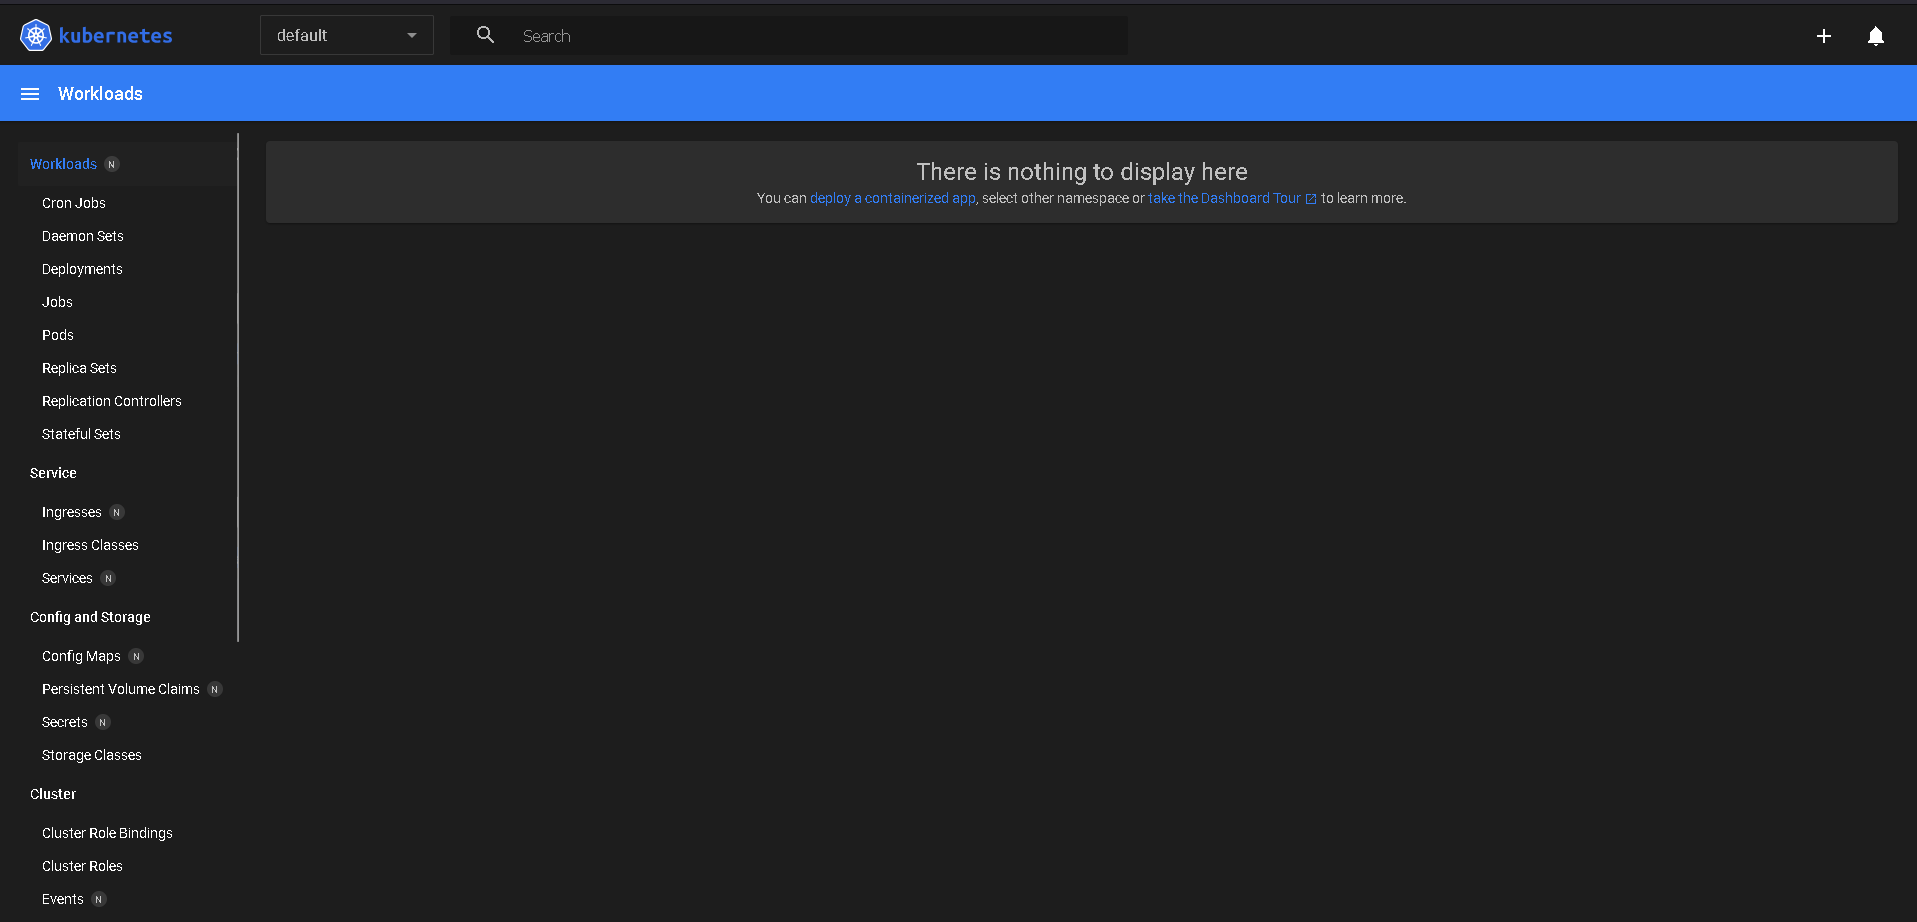 kubernetes
default
Search
Workloads
Workloads N
Cron Jobs
Daemon Sets
Deployments
Jobs
Pods
Replica Sets
Replication Controllers
Stateful Sets
Service
Ingresses N
Ingress Classes
Services N
Config and Storage
Config Maps N
Persistent Volume Claims N
Secrets N
Storage Classes
Cluster
Cluster Role Bindings
Cluster Roles
Events N
There is nothing to display here
You can deploy a containerized app, select other namespace or take the Dashboard Tour to learn more.